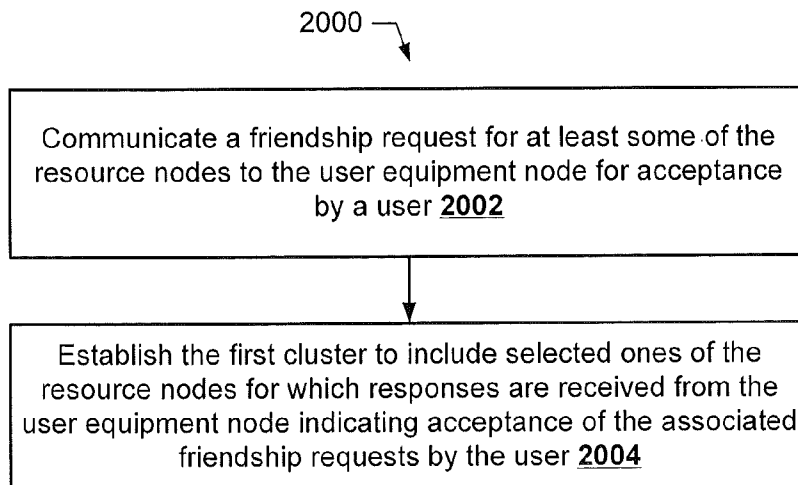 2000
Communicate a friendship request for at least some of the
resource nodes to the user equipment node for acceptance
by a user 2002
Establish the first cluster to include selected ones of the
resource nodes for which responses are received from the
user equipment node indicating acceptance of the associated
friendship requests by the user 2004